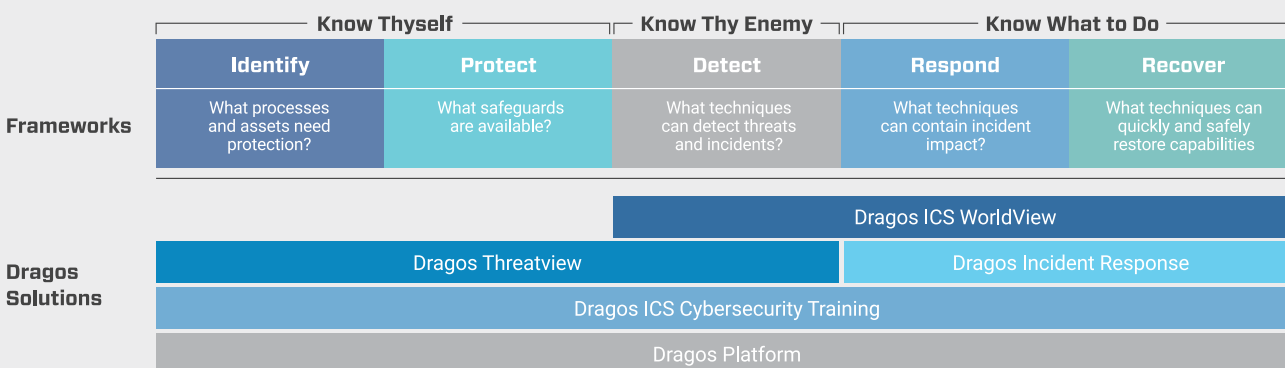 Know Thyself
Know Thy Enemy
Know What to Do
Frameworks
Identify
What processes
and assets need
protection?
Protect
What safeguards
are available?
Detect
What techniques
can detect threats
and incidents?
Respond
What techniques
can contain incident
impact?
Recover
What techniques can
quickly and safely
restore capabilities
Dragos
Solutions
Dragos ICS WorldView
Dragos Threatview
Dragos Incident Response
Dragos ICS Cybersecurity Training
Dragos Platform